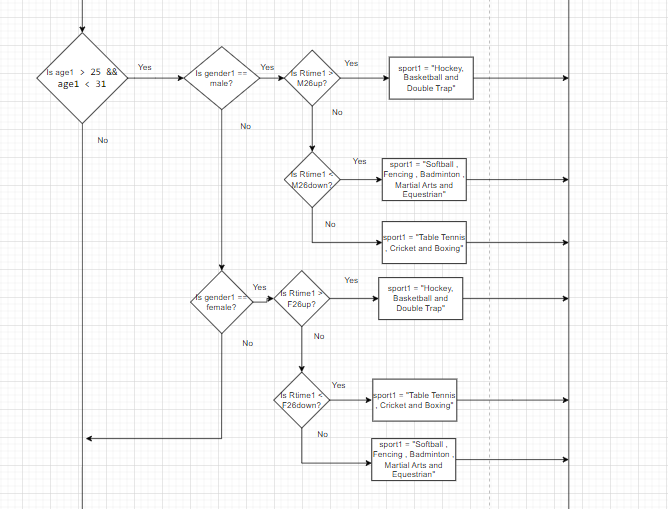 Is age1 > 25 &&
age1 < 31
Yes
Is gender1 ==
male?
Yes
Is Rtime1 >
M26up?
Yes
sport1 = "Hockey,
Basketball and
Double Trap"
No
No
No
Is Rtime1 <
M26down?
Yes
sport1 = "Softball ,
Fencing , Badminton ,
Martial Arts and
Equestrian"
No
sport1 = "Table Tennis
, Cricket and Boxing"
Is gender1 ==
female?
Yes
Is Rtime1 >
F26up?
Yes
sport1 = "Hockey,
Basketball and
Double Trap"
No
No
Is Rtime1 <
F26down?
Yes
sport1 = "Table Tennis
, Cricket and Boxing"
No
sport1 = "Softball ,
Fencing , Badminton ,
Martial Arts and
Equestrian"